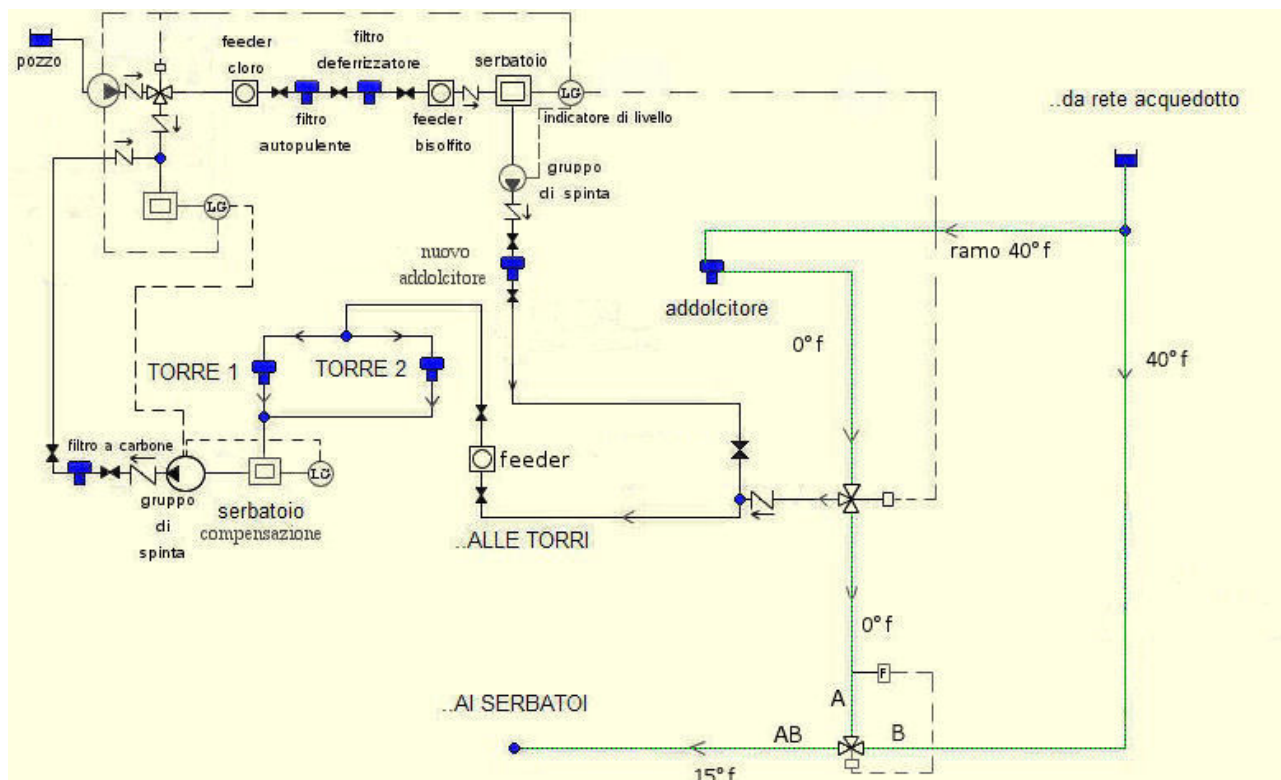 pozzo
feeder
cloro
filtro
deferrizzatore
serbatoio
LG
filtro
autopulente
feeder
bisolfito
indicatore di livello
..da rete acquedotto
gruppo
di spinta
LG
nuovo
addolcitore
ramo 40°f
addolcitore
0°f
40°f
TORRE 1
TORRE 2
filtro a carbone
feeder
LG
gruppo
di
spinta
serbatoio
compensazione
..ALLE TORRI
0°f
F
..AI SERBATOI
A
AB
B
15°f